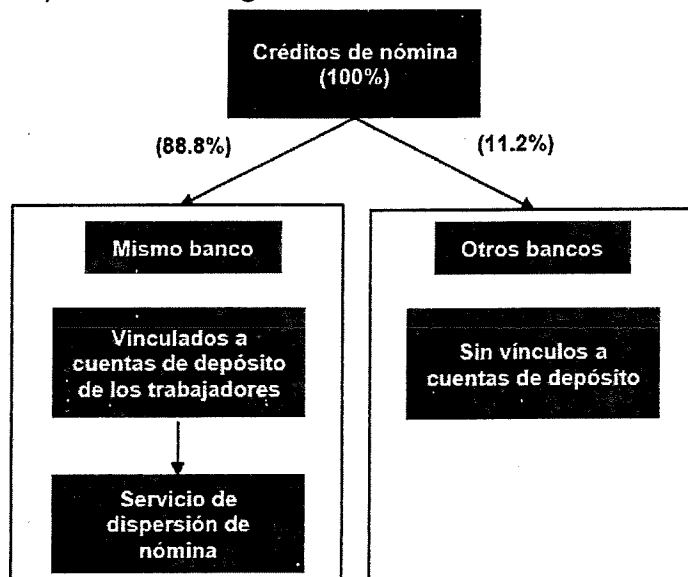 Créditos de nómina
(100%)
(88.8%)
(11.2%)
Mismo banco
Otros bancos
Vinculados a
cuentas de depósito
de los trabajadores
Sin vínculos a
cuentas de depósito
Servicio de
dispersión de
nómina